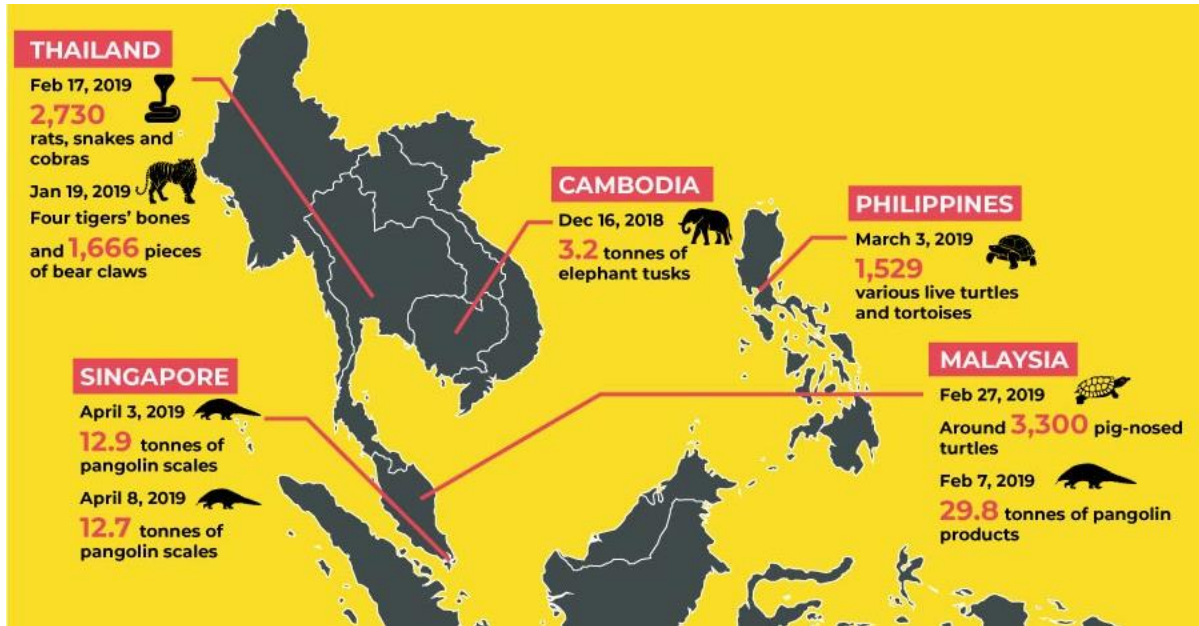 THAILAND
Feb 17, 2019
2,730
rats, snakes and
cobras
Jan 19, 2019
Four tigers’ bones
and 1,666 pieces
of bear claws
CAMBODIA
Dec 16, 2018
3.2 tonnes of
elephant tusks
PHILIPPINES
March 3, 2019
1,529
various live turtles
and tortoises
SINGAPORE
April 3, 2019
12.9 tonnes of
pangolin scales
April 8, 2019
12.7 tonnes of
pangolin scales
MALAYSIA
Feb 27, 2019
Around 3,300 pig-nosed
turtles
Feb 7, 2019
29.8 tonnes of pangolin
products